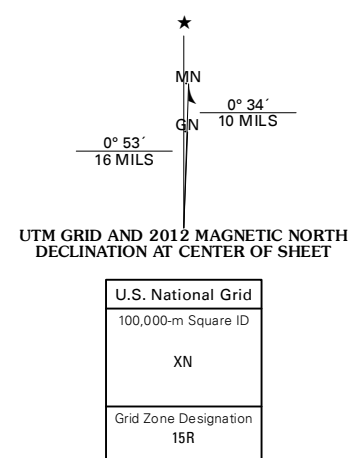 ★
MN
0° 34´
10 MILS
GN
0° 53´
16 MILS
UTM GRID AND 2012 MAGNETIC NORTH
DECLINATION AT CENTER OF SHEET
U.S. National Grid
100,000-m Square ID
XN
Grid Zone Designation
15R